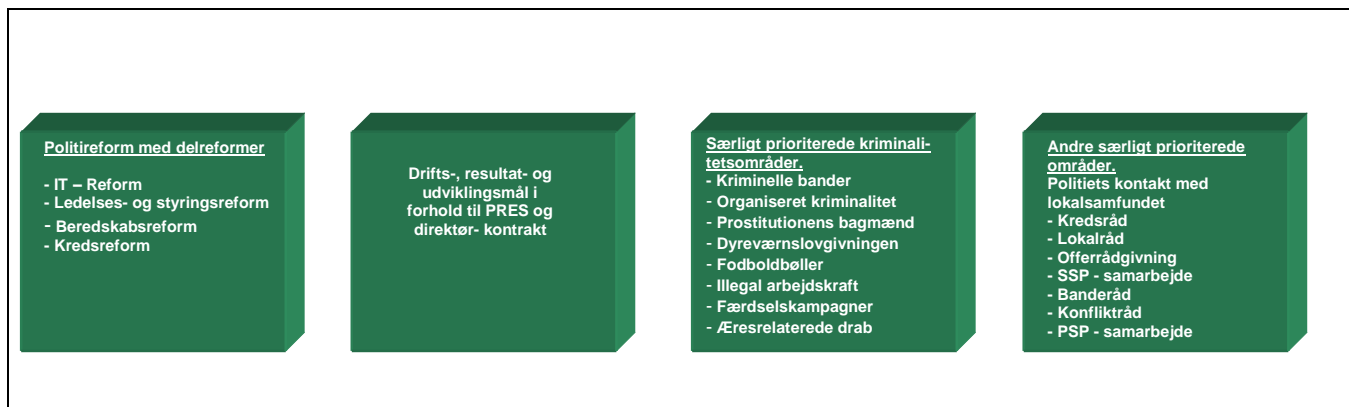 Politireform med delreformer
- IT – Reform
- Ledelses- og styringsreform
- Beredskabsreform
- Kredsreform
Drifts-, resultat- og
udviklingsmål i
forhold til PRES og
direktør- kontrakt
Særligt prioriterede kriminali-
tetsområder.
- Kriminelle bander
- Organiseret kriminalitet
- Prostitutionens bagmænd
- Dyreværnslovgivningen
- Fodboldbøller
- Illegal arbejdskraft
- Færdselskampagner
- Æresrelaterede drab
Andre særligt prioriterede
områder.
Politiets kontakt med
lokalsamfundet
- Kredsråd
- Lokalråd
- Offerrådgivning
- SSP - samarbejde
- Banderåd
- Konfliktråd
- PSP - samarbejde